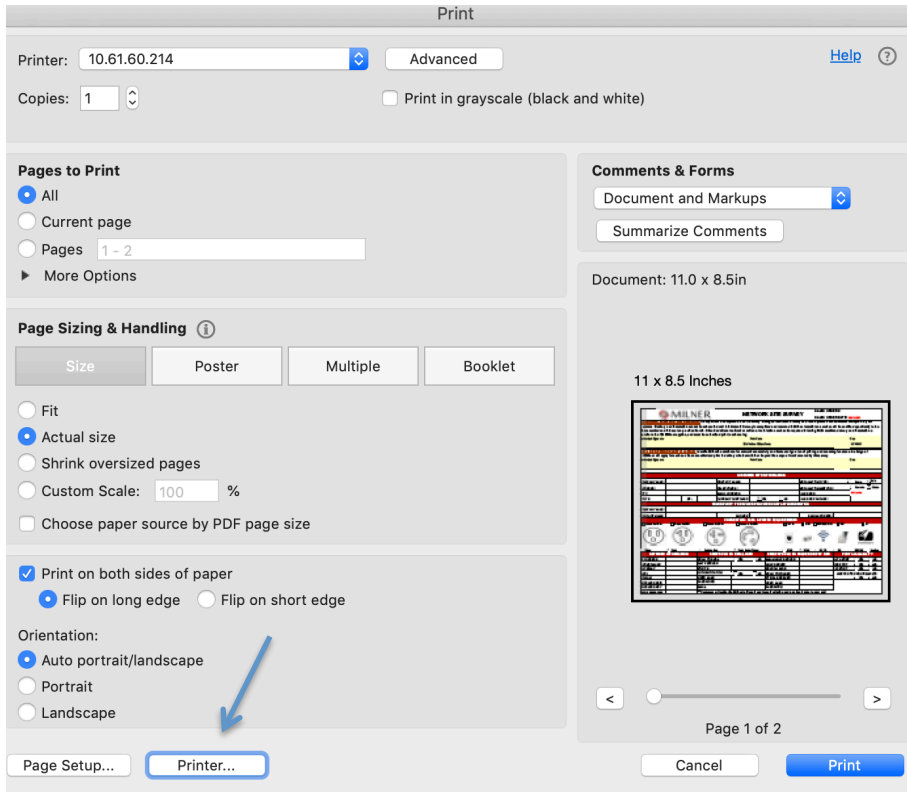 Print
Printer: 10.61.60.214 Advanced Help ?
Copies: 1 Print in grayscale (black and white)
Pages to Print
All
Current page
Pages 1 - 2
More Options
Comments & Forms
Document and Markups
Summarize Comments
Page Sizing & Handling i
Size Poster Multiple Booklet
Fit
Actual size
Shrink oversized pages
Custom Scale: 100 %
Choose paper source by PDF page size
Print on both sides of paper
Flip on long edge Flip on short edge
Orientation:
Auto portrait/landscape
Portrait
Landscape
Document: 11.0 x 8.5in
11 x 8.5 Inches
MILNER NETWORK SITE SURVEY
< >
Page 1 of 2
Page Setup... Printer... Cancel Print